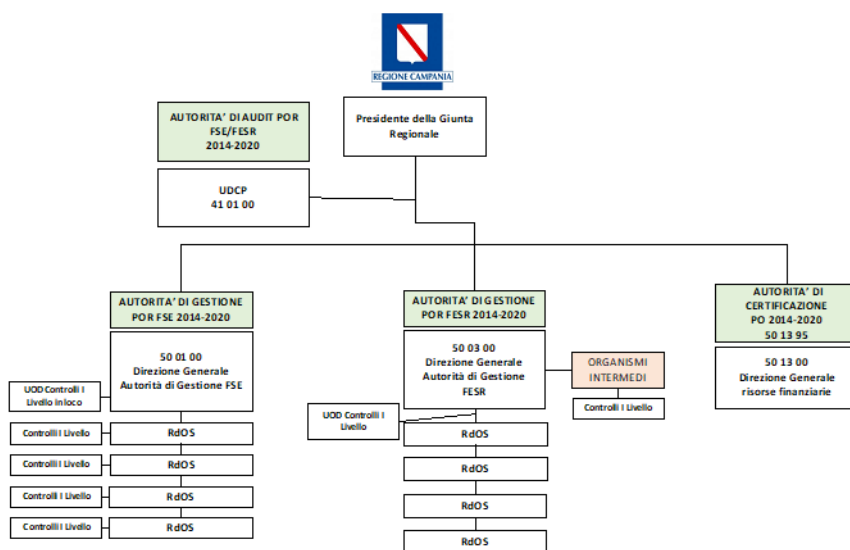 REGIONE CAMPANIA
AUTORITA' DI AUDIT POR
FSE/FESR
2014-2020
Presidente della Giunta
Regionale
UDCP
41 01 00
AUTORITA' DI GESTIONE
POR FSE 2014-2020
AUTORITA' DI GESTIONE
POR FESR 2014-2020
AUTORITA' DI
CERTIFICAZIONE
PO 2014-2020
50 13 95
50 01 00
Direzione Generale
Autorità di Gestione FSE
50 03 00
Direzione Generale
Autorità di Gestione
FESR
ORGANISMI
INTERMEDI
50 13 00
Direzione Generale
risorse finanziarie
UOD Controlli I
Livello in loco
Controlli I Livello
UOD Controlli I
Livello
Controlli I Livello
RdOS
RdOS
Controlli I Livello
RdOS
RdOS
Controlli I Livello
RdOS
RdOS
Controlli I Livello
RdOS
RdOS